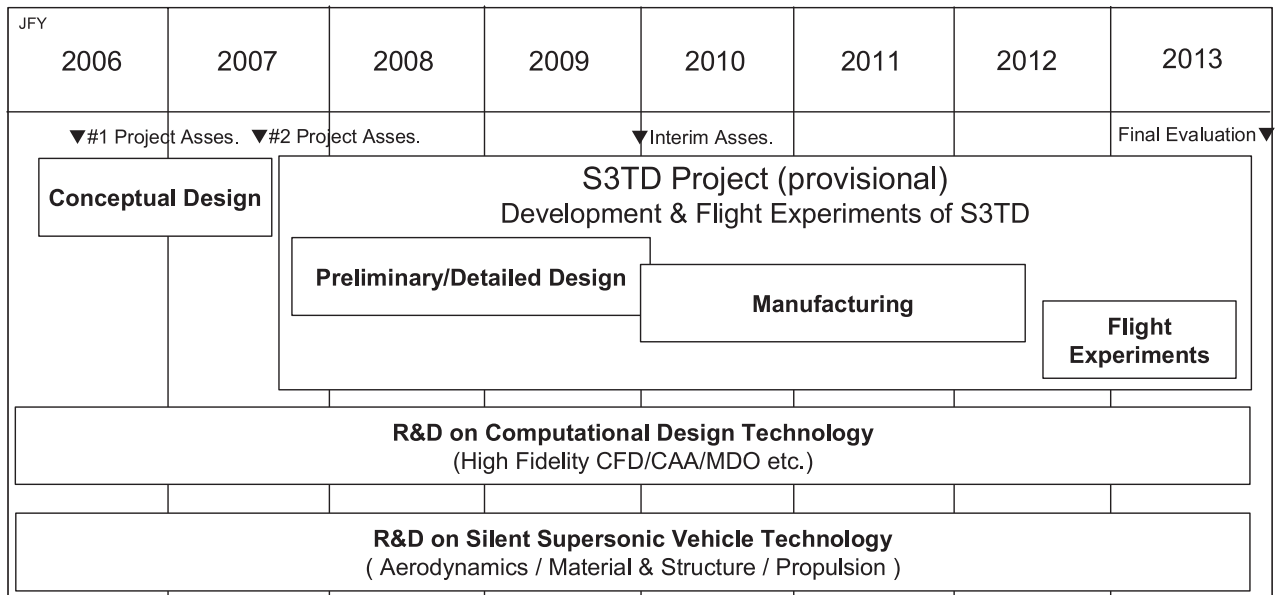 JFY
2006 2007 2008 2009 2010 2011 2012 2013
▼#1 Project Asses. ▼#2 Project Asses. ▼Interim Asses. Final Evaluation▼
Conceptual Design
S3TD Project (provisional)
Development & Flight Experiments of S3TD
Preliminary/Detailed Design
Manufacturing
Flight
Experiments
R&D on Computational Design Technology
(High Fidelity CFD/CAA/MDO etc.)
R&D on Silent Supersonic Vehicle Technology
( Aerodynamics / Material & Structure / Propulsion )